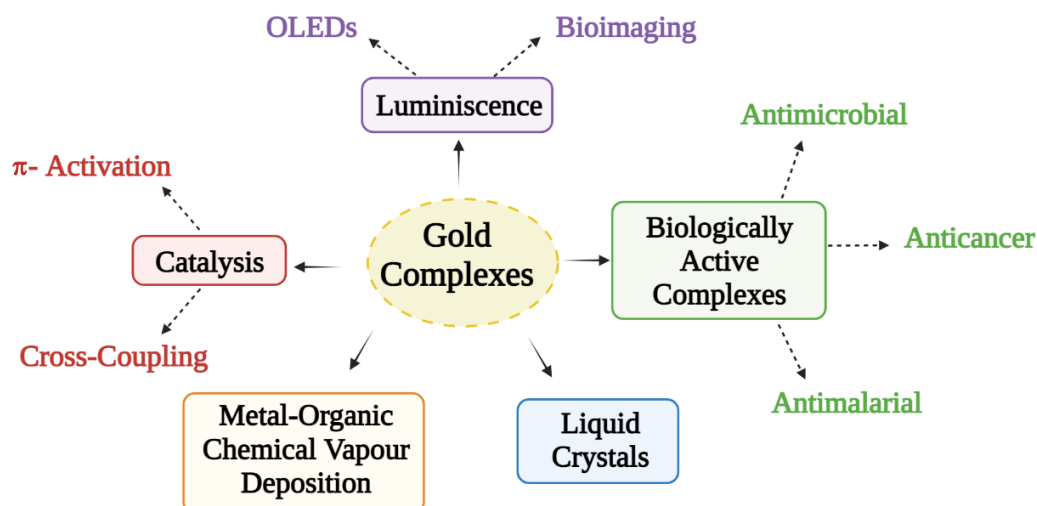 OLEDs
Bioimaging
Luminiscence
Antimicrobial
π- Activation
Gold
Complexes
Biologically
Active
Complexes
Anticancer
Catalysis
Cross-Coupling
Antimalarial
Metal-Organic
Chemical Vapour
Deposition
Liquid
Crystals